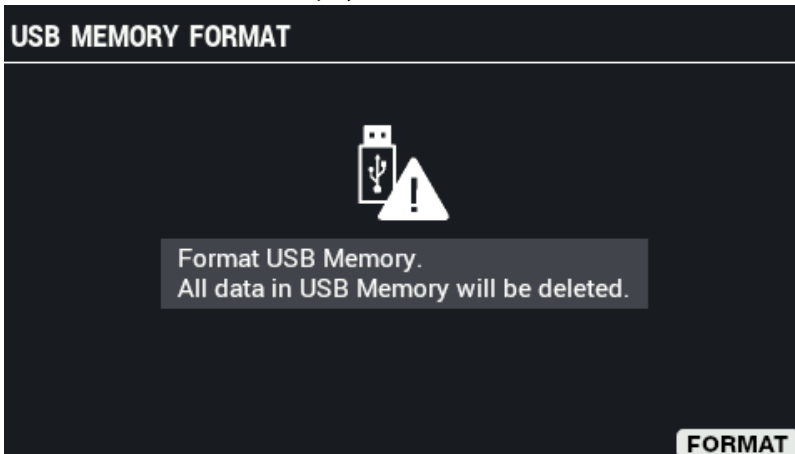 USB MEMORY FORMAT
!
Format USB Memory.
All data in USB Memory will be deleted.
FORMAT